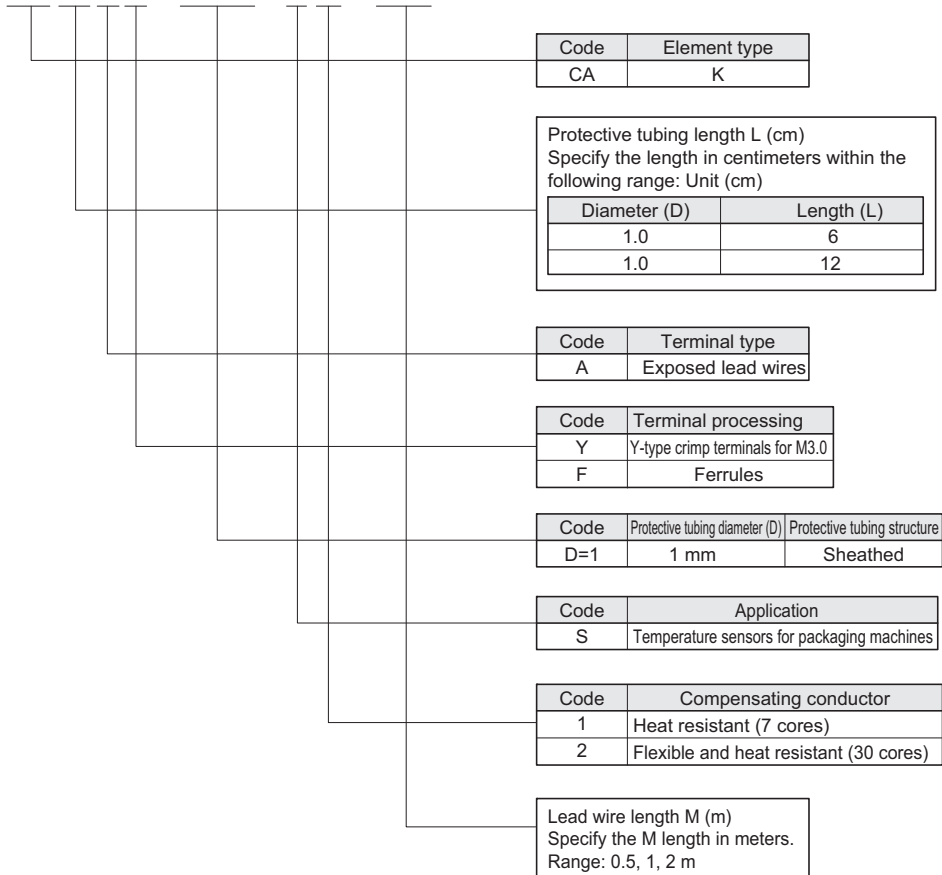 Code Element type
CA K
Protective tubing length L (cm)
Specify the length in centimeters within the
following range: Unit (cm)
Diameter (D) Length (L)
1.0 6
1.0 12
Code Terminal type
A Exposed lead wires
Code Terminal processing
Y Y-type crimp terminals for M3.0
F Ferrules
Code Protective tubing diameter (D) Protective tubing structure
D=1 1 mm Sheathed
Code Application
S Temperature sensors for packaging machines
Code Compensating conductor
1 Heat resistant (7 cores)
2 Flexible and heat resistant (30 cores)
Lead wire length M (m)
Specify the M length in meters.
Range: 0.5, 1, 2 m